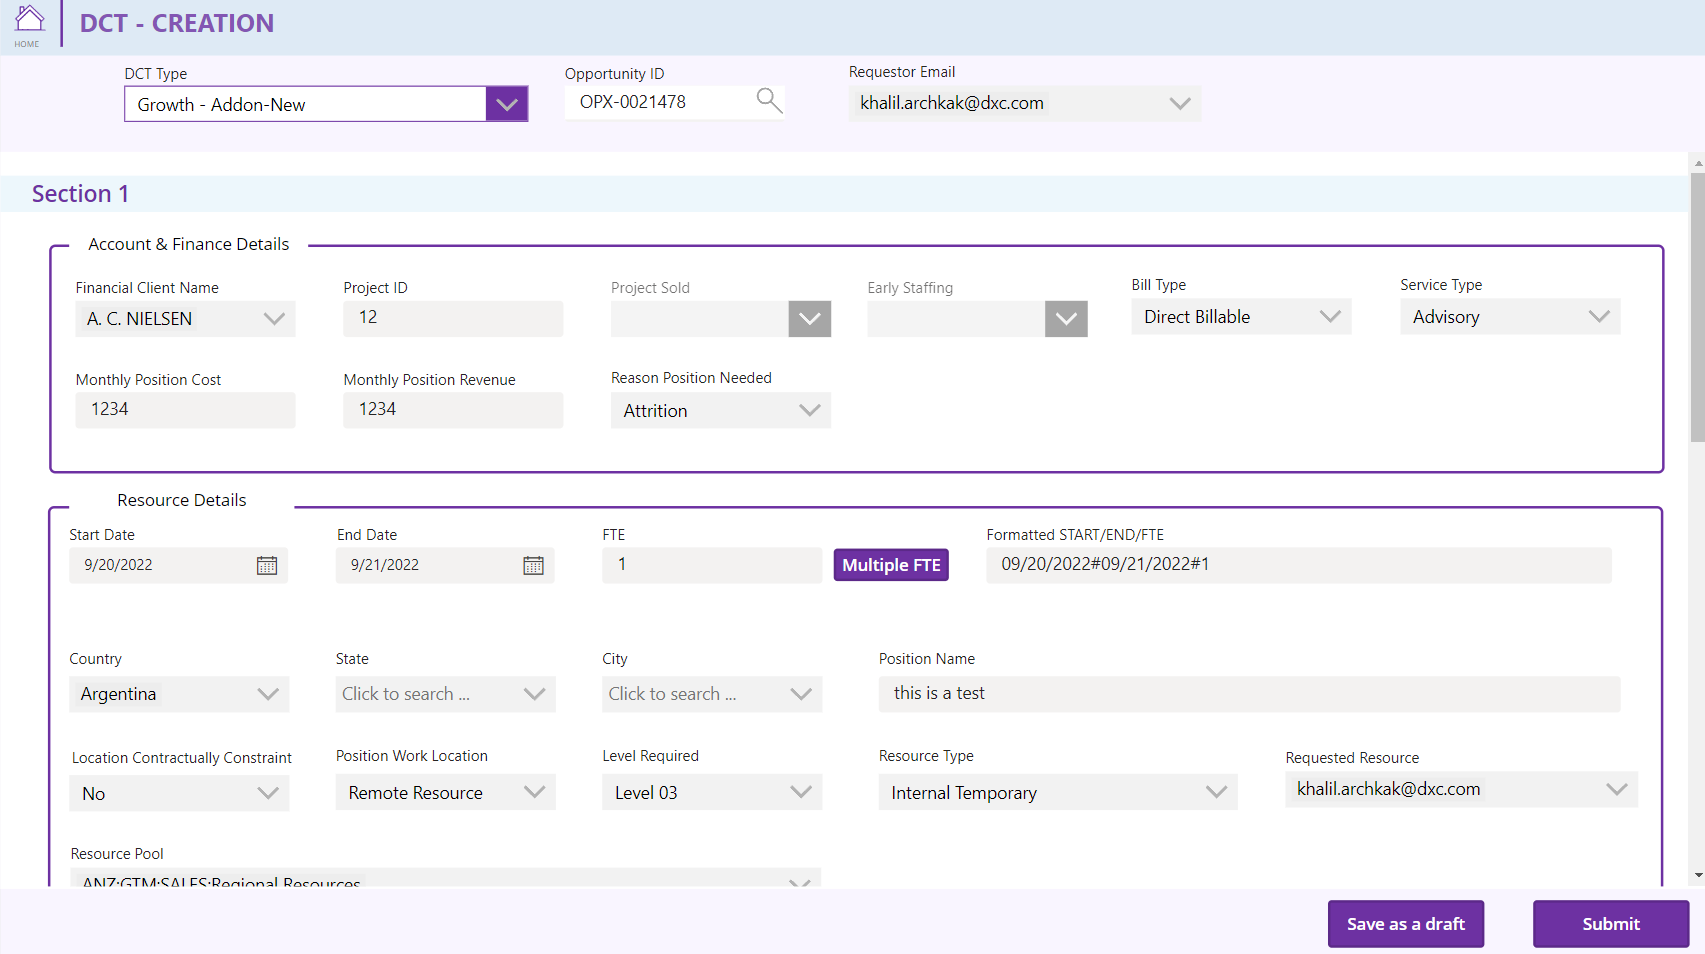 HOME
DCT - CREATION
DCT Type
Opportunity ID
Requestor Email
Growth - Addon-New
OPX-0021478
khalil.archkak@dxc.com
Section 1
Account & Finance Details
Financial Client Name
Project ID
Project Sold
Early Staffing
Bill Type
Service Type
A. C. NIELSEN
12
Direct Billable
Advisory
Monthly Position Cost
Monthly Position Revenue
Reason Position Needed
1234
1234
Attrition
Resource Details
Start Date
End Date
FTE
Formatted START/END/FTE
9/20/2022
9/21/2022
1
Multiple FTE
09/20/2022#09/21/2022#1
Country
State
City
Position Name
Argentina
Click to search ...
Click to search ...
this is a test
Location Contractually Constraint
Position Work Location
Level Required
Resource Type
Requested Resource
No
Remote Resource
Level 03
Internal Temporary
khalil.archkak@dxc.com
Resource Pool
ANZ:GTM:SALES:Regional Resources
Save as a draft
Submit